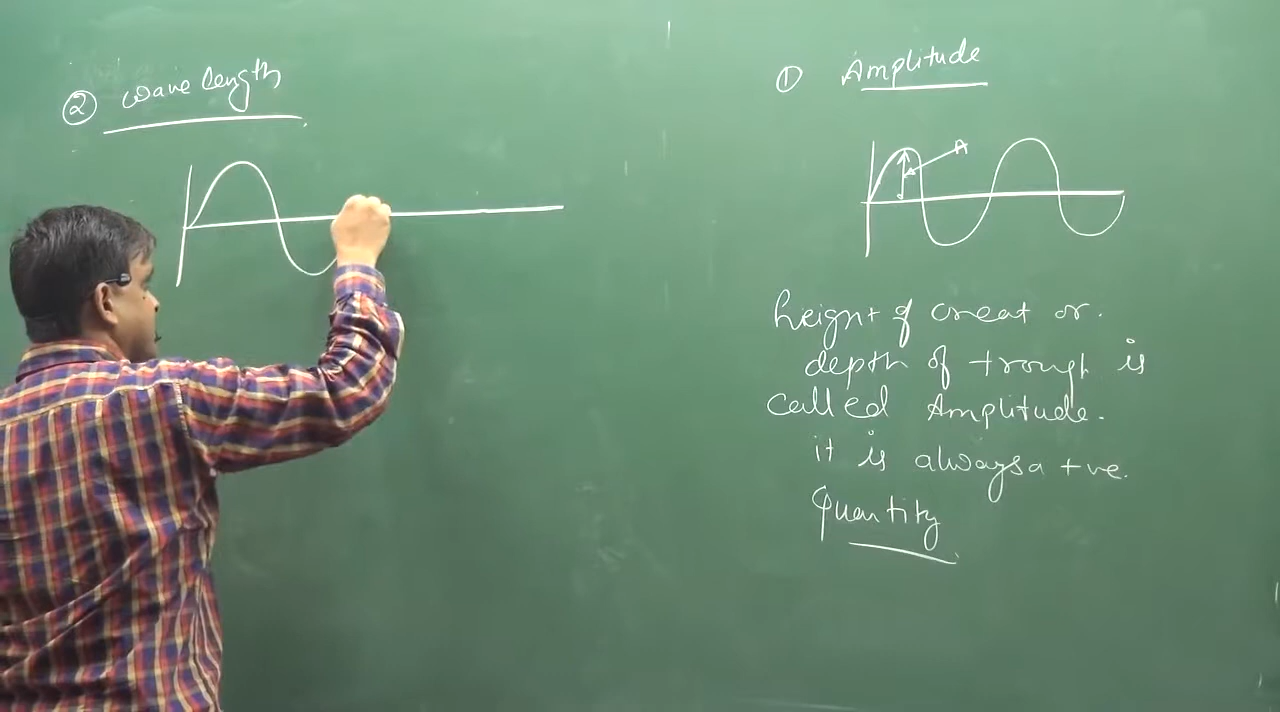 ② wave length
① Amplitude
A
height of creat or.
depth of trough is
called Amplitude.
it is always a +ve.
Quantity